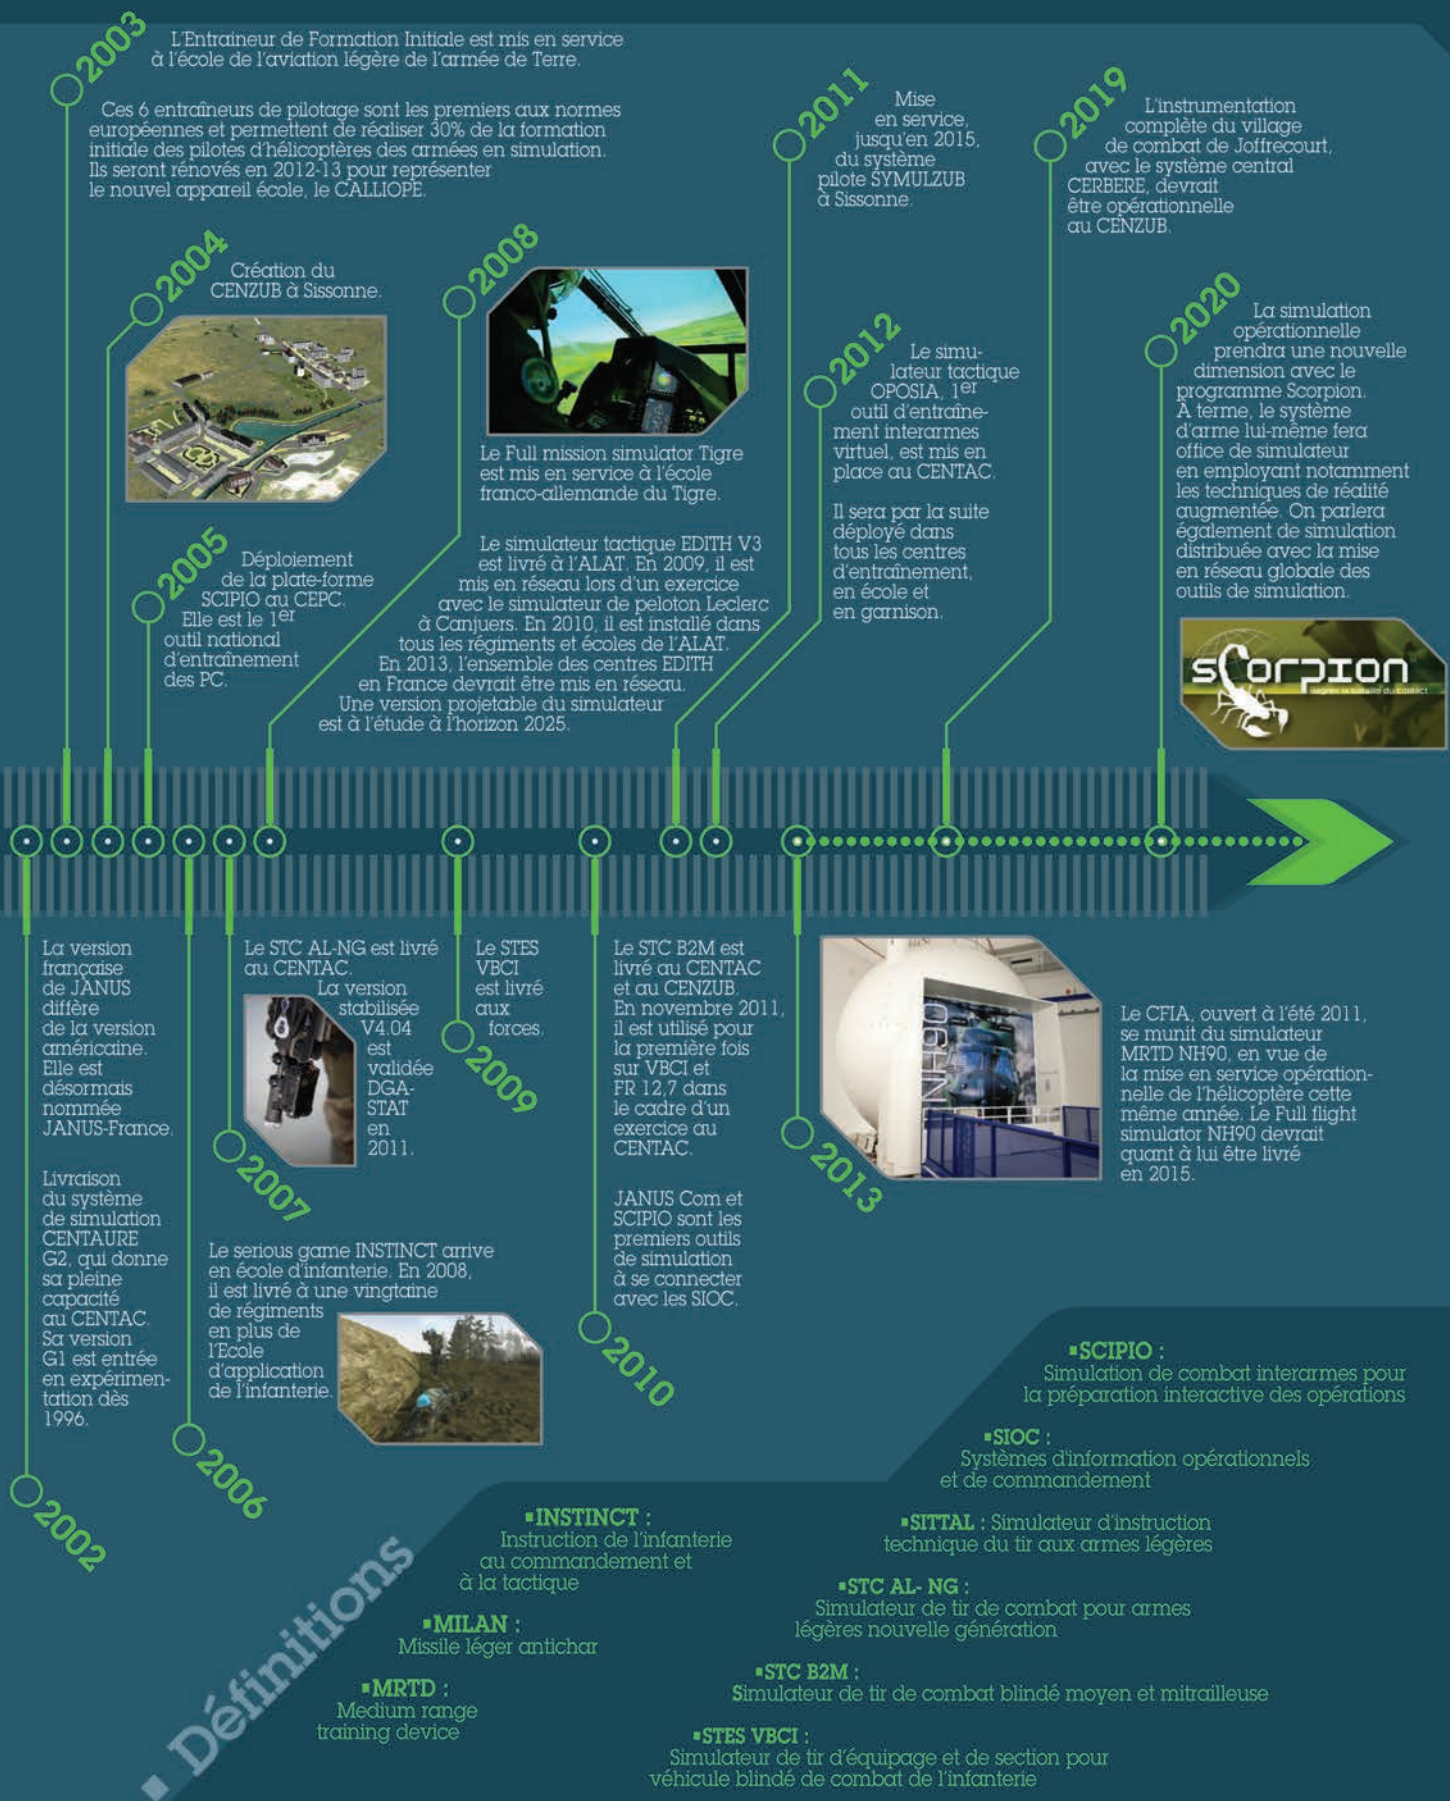 2003
L'Entraineur de Formation Initiale est mis en service
à l'école de l'aviation légère de l'armée de Terre.
Ces 6 entraîneurs de pilotage sont les premiers aux normes
européennes et permettent de réaliser 30% de la formation
initiale des pilotes d'hélicoptères des armées en simulation.
Ils seront rénovés en 2012-13 pour représenter
le nouvel appareil école, le CALLIOPE.
2004
Création du
CENZUB à Sissonne.
2005
Déploiement
de la plate-forme
SCIPIO au CEPC.
Elle est le 1er
outil national
d'entraînement
des PC.
2008
Le Full mission simulator Tigre
est mis en service à l'école
franco-allemande du Tigre.
Le simulateur tactique EDITH V3
est livré à l'ALAT. En 2009, il est
mis en réseau lors d'un exercice
avec le simulateur de peloton Leclerc
à Canjuers. En 2010, il est installé dans
tous les régiments et écoles de l'ALAT.
En 2013, l'ensemble des centres EDITH
en France devrait être mis en réseau.
Une version projetable du simulateur
est à l'étude à l'horizon 2025.
2011
Mise
en service,
jusqu'en 2015,
du système
pilote SYMULZUB
à Sissonne.
2012
Le simu-
lateur tactique
OPOSIA, 1er
outil d'entraîne-
ment interarmes
virtuel, est mis en
place au CENTAC.
Il sera par la suite
déployé dans
tous les centres
d'entraînement,
en école et
en garnison.
2019
L'instrumentation
complète du village
de combat de Joffrecourt,
avec le système central
CERBERE, devrait
être opérationnelle
au CENZUB.
2020
La simulation
opérationnelle
prendra une nouvelle
dimension avec le
programme Scorpion.
À terme, le système
d'arme lui-même fera
office de simulateur
en employant notamment
les techniques de réalité
augmentée. On parlera
également de simulation
distribuée avec la mise
en réseau globale des
outils de simulation.
scorpion
gagner la bataille du contact
La version
française
de JANUS
diffère
de la version
américaine.
Elle est
désormais
nommée
JANUS-France.
Livraison
du système
de simulation
CENTAURE
G2, qui donne
sa pleine
capacité
au CENTAC.
Sa version
G1 est entrée
en expérimen-
tation dès
1996.
2002
Le serious game INSTINCT arrive
en école d'infanterie. En 2008,
il est livré à une vingtaine
de régiments
en plus de
l'Ecole
d'application
de l'infanterie.
2006
Le STC AL-NG est livré
au CENTAC.
La version
stabilisée
V4.04
est
validée
DGA-
STAT
en
2011.
2007
Le STES
VBCI
est livré
aux
forces.
2009
Le STC B2M est
livré au CENTAC
et au CENZUB.
En novembre 2011,
il est utilisé pour
la première fois
sur VBCI et
FR 12,7 dans
le cadre d'un
exercice au
CENTAC.
JANUS Com et
SCIPIO sont les
premiers outils
de simulation
à se connecter
avec les SIOC.
2010
NH90
Le CFIA, ouvert à l'été 2011,
se munit du simulateur
MRTD NH90, en vue de
la mise en service opération-
nelle de l'hélicoptère cette
même année. Le Full flight
simulator NH90 devrait
quant à lui être livré
en 2015.
2013
▪ Définitions
▪INSTINCT :
Instruction de l'infanterie
au commandement et
à la tactique
▪MILAN :
Missile léger antichar
▪MRTD :
Medium range
training device
▪SCIPIO :
Simulation de combat interarmes pour
la préparation interactive des opérations
▪SIOC :
Systèmes d'information opérationnels
et de commandement
▪SITTAL : Simulateur d'instruction
technique du tir aux armes légères
▪STC AL- NG :
Simulateur de tir de combat pour armes
légères nouvelle génération
▪STC B2M :
Simulateur de tir de combat blindé moyen et mitrailleuse
▪STES VBCI :
Simulateur de tir d'équipage et de section pour
véhicule blindé de combat de l'infanterie